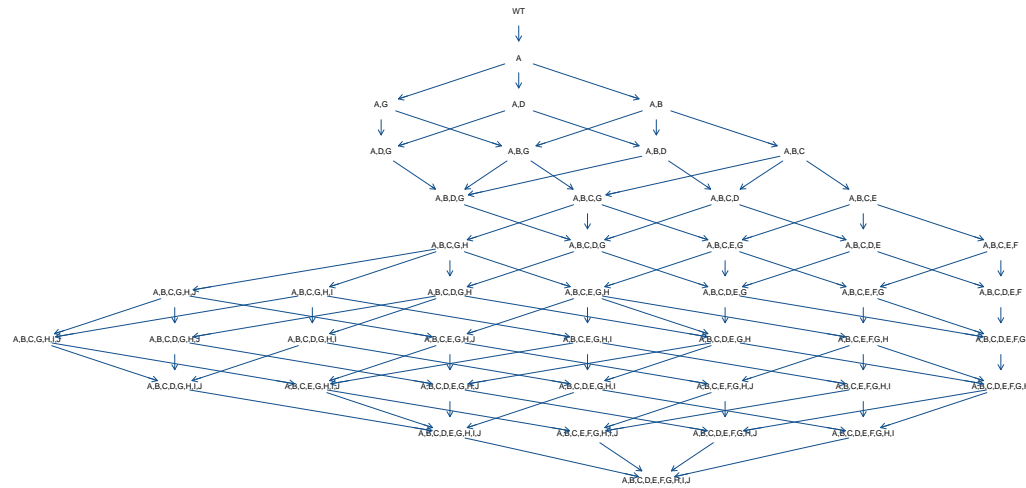 WT
A
A,G
A,D
A,B
A,D,G
A,B,G
A,B,D
A,B,C
A,B,D,G
A,B,C,G
A,B,C,D
A,B,C,E
A,B,C,G,H
A,B,C,D,G
A,B,C,E,G
A,B,C,D,E
A,B,C,E,F
A,B,C,G,H,J
A,B,C,G,H,I
A,B,C,D,G,H
A,B,C,E,G,H
A,B,C,D,E,G
A,B,C,E,F,G
A,B,C,D,E,F
A,B,C,G,H,I,J
A,B,C,D,G,H,J
A,B,C,D,G,H,I
A,B,C,E,G,H,J
A,B,C,E,G,H,I
A,B,C,D,E,G,H
A,B,C,E,F,G,H
A,B,C,D,E,F,G
A,B,C,D,G,H,I,J
A,B,C,E,G,H,I,J
A,B,C,D,E,G,H,J
A,B,C,D,E,G,H,I
A,B,C,E,F,G,H,J
A,B,C,E,F,G,H,I
A,B,C,D,E,F,G,H
A,B,C,D,E,G,H,I,J
A,B,C,E,F,G,H,I,J
A,B,C,D,E,F,G,H,J
A,B,C,D,E,F,G,H,I
A,B,C,D,E,F,G,H,I,J